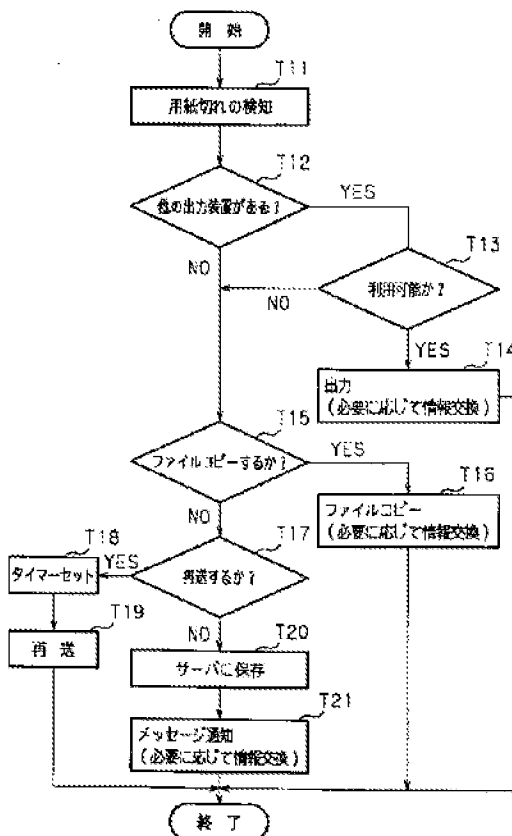 開 始
T11
用紙切れの検知
T12
他の出力装置がある?
YES
NO
T13
利用可能か?
NO
YES
T14
出力
(必要に応じて情報交換)
T15
ファイルコピーするか?
YES
NO
T16
ファイルコピー
(必要に応じて情報交換)
T17
再送するか?
YES
NO
T18
タイマーセット
T19
再 送
T20
サーバに保存
T21
メッセージ通知
(必要に応じて情報交換)
終 了